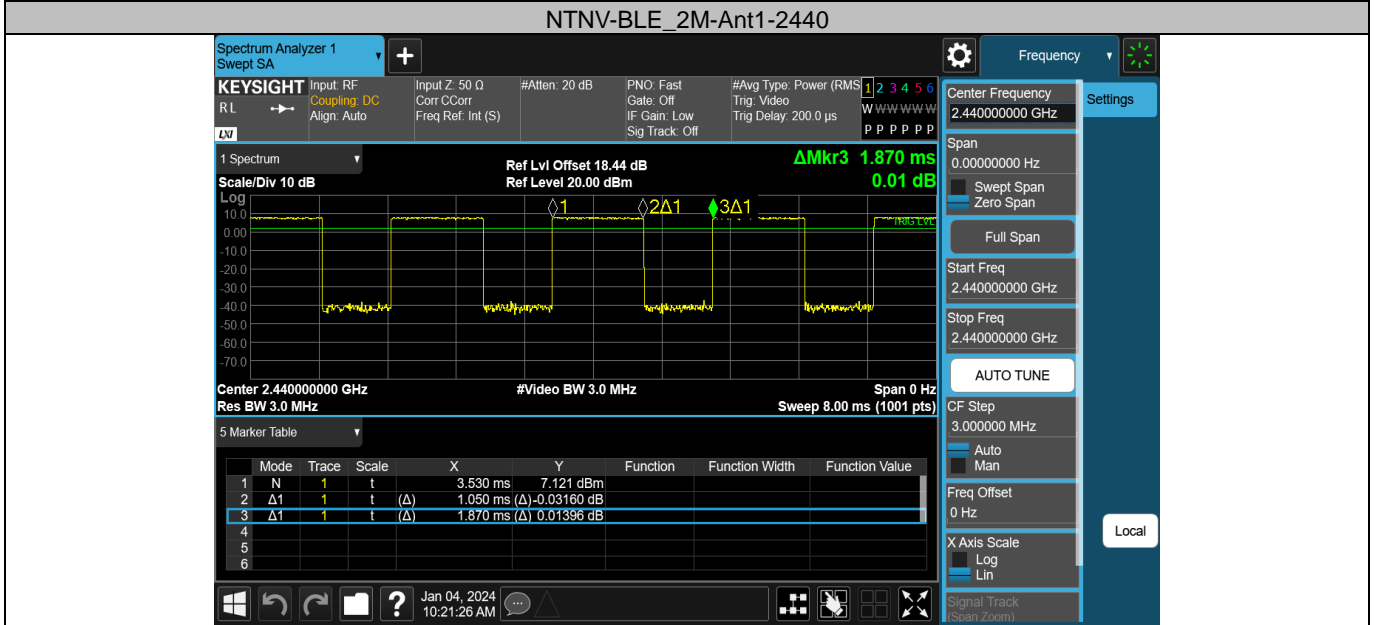 NTNV-BLE_2M-Ant1-2440
Spectrum Analyzer 1
Swept SA
+
Frequency
KEYSIGHT
RL
LXI
Input: RF
Coupling: DC
Align: Auto
Input Z: 50 Ω
Corr CCorr
Freq Ref: Int (S)
#Atten: 20 dB
PNO: Fast
Gate: Off
IF Gain: Low
Sig Track: Off
#Avg Type: Power (RMS
Trig: Video
Trig Delay: 200.0 µs
1 2 3 4 5 6
W W W W W W
P P P P P P
1 Spectrum
Scale/Div 10 dB
Ref Lvl Offset 18.44 dB
Ref Level 20.00 dBm
ΔMkr3 1.870 ms
0.01 dB
Log
10.0
0.00
-10.0
-20.0
-30.0
-40.0
-50.0
-60.0
-70.0
1
2Δ1
3Δ1
TRIG LVL
Center 2.440000000 GHz
#Video BW 3.0 MHz
Span 0 Hz
Res BW 3.0 MHz
Sweep 8.00 ms (1001 pts)
5 Marker Table
Mode Trace Scale X Y Function Function Width Function Value
1 N 1 t 3.530 ms 7.121 dBm
2 Δ1 1 t (Δ) 1.050 ms (Δ)-0.03160 dB
3 Δ1 1 t (Δ) 1.870 ms (Δ) 0.01396 dB
4
5
6
?
Jan 04, 2024
10:21:26 AM
Center Frequency
2.440000000 GHz
Span
0.00000000 Hz
Swept Span
Zero Span
Full Span
Start Freq
2.440000000 GHz
Stop Freq
2.440000000 GHz
AUTO TUNE
CF Step
3.000000 MHz
Auto
Man
Freq Offset
0 Hz
X Axis Scale
Log
Lin
Signal Track
(Span Zoom)
Settings
Local